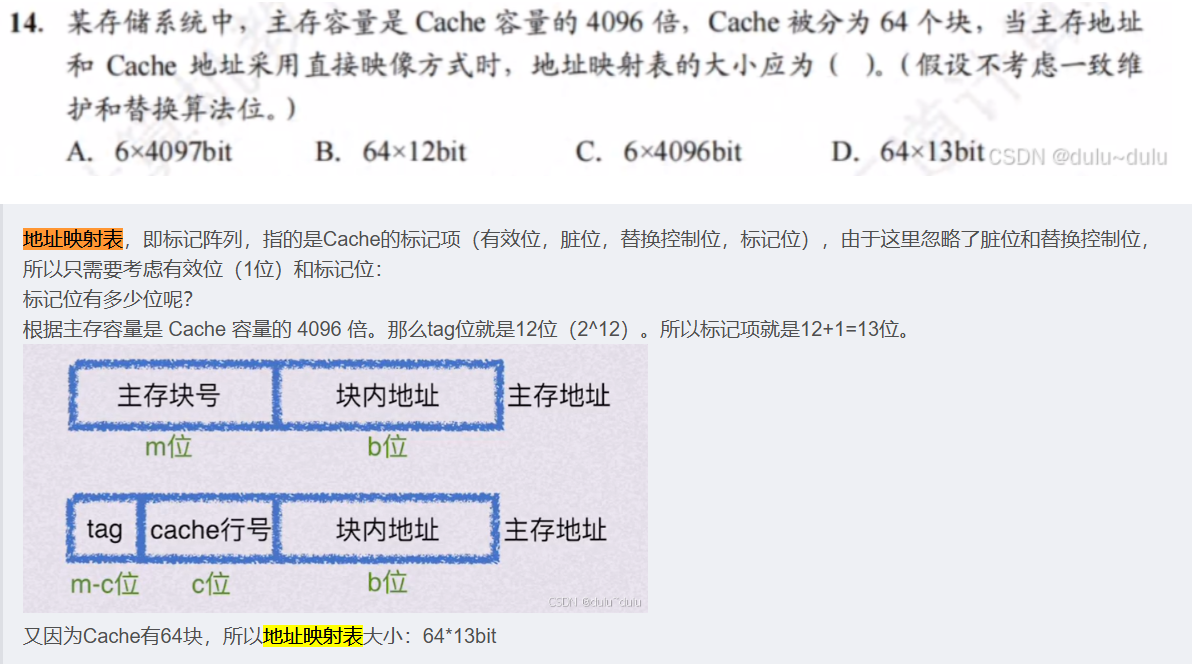 14. 某存储系统中，主存容量是 Cache 容量的 4096 倍，Cache 被分为 64 个块，当主存地址
和 Cache 地址采用直接映像方式时，地址映射表的大小应为（ ）。（假设不考虑一致维
护和替换算法位。）
A. 6×4097bit B. 64×12bit C. 6×4096bit D. 64×13bit
CSDN @dulu~dulu
地址映射表，即标记阵列，指的是Cache的标记项（有效位，脏位，替换控制位，标记位），由于这里忽略了脏位和替换控制位，
所以只需要考虑有效位（1位）和标记位：
标记位有多少位呢？
根据主存容量是 Cache 容量的 4096 倍。那么tag位就是12位（2^12）。所以标记项就是12+1=13位。
主存块号 块内地址 主存地址
m位 b位
tag cache行号 块内地址 主存地址
m-c位 c位 b位
CSDN @dulu~dulu
又因为Cache有64块，所以地址映射表大小：64*13bit